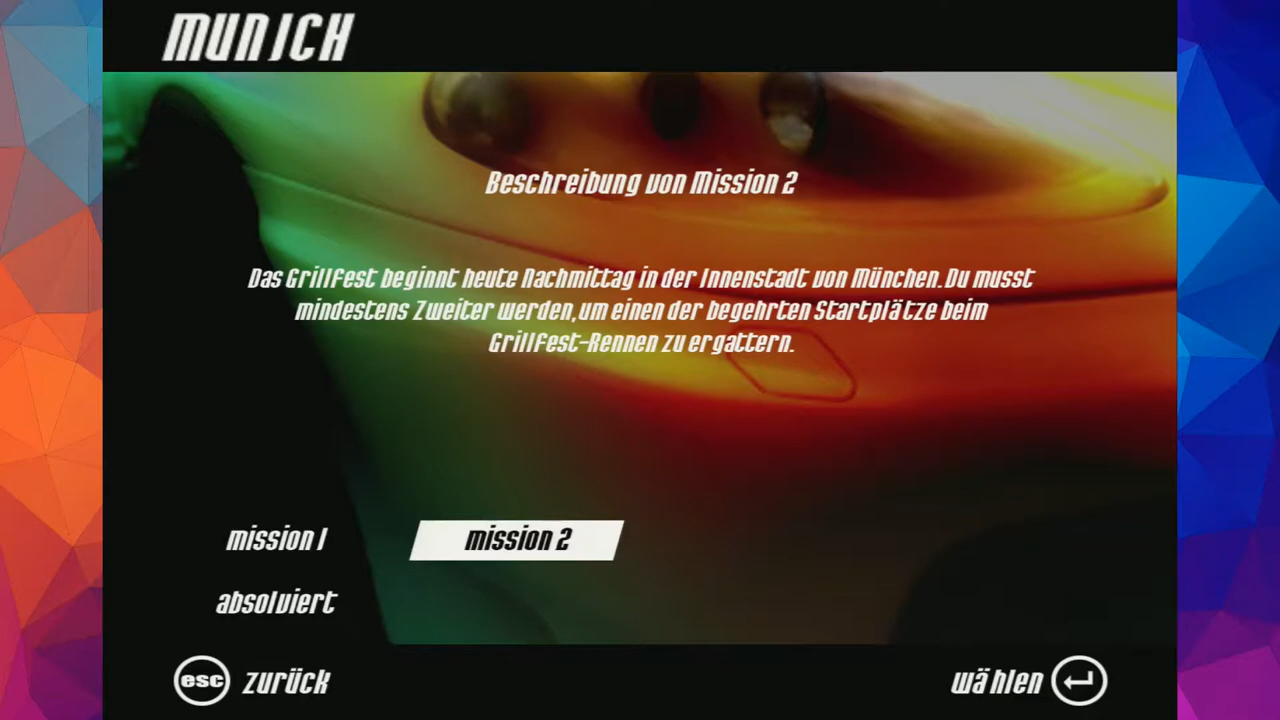 MUNICH
Beschreibung von Mission 2
Das Grillfest beginnt heute Nachmittag in der Innenstadt von München. Du musst
mindestens Zweiter werden, um einen der begehrten Startplätze beim
Grillfest-Rennen zu ergattern.
mission 1 mission 2
absolviert
esc zurück wählen